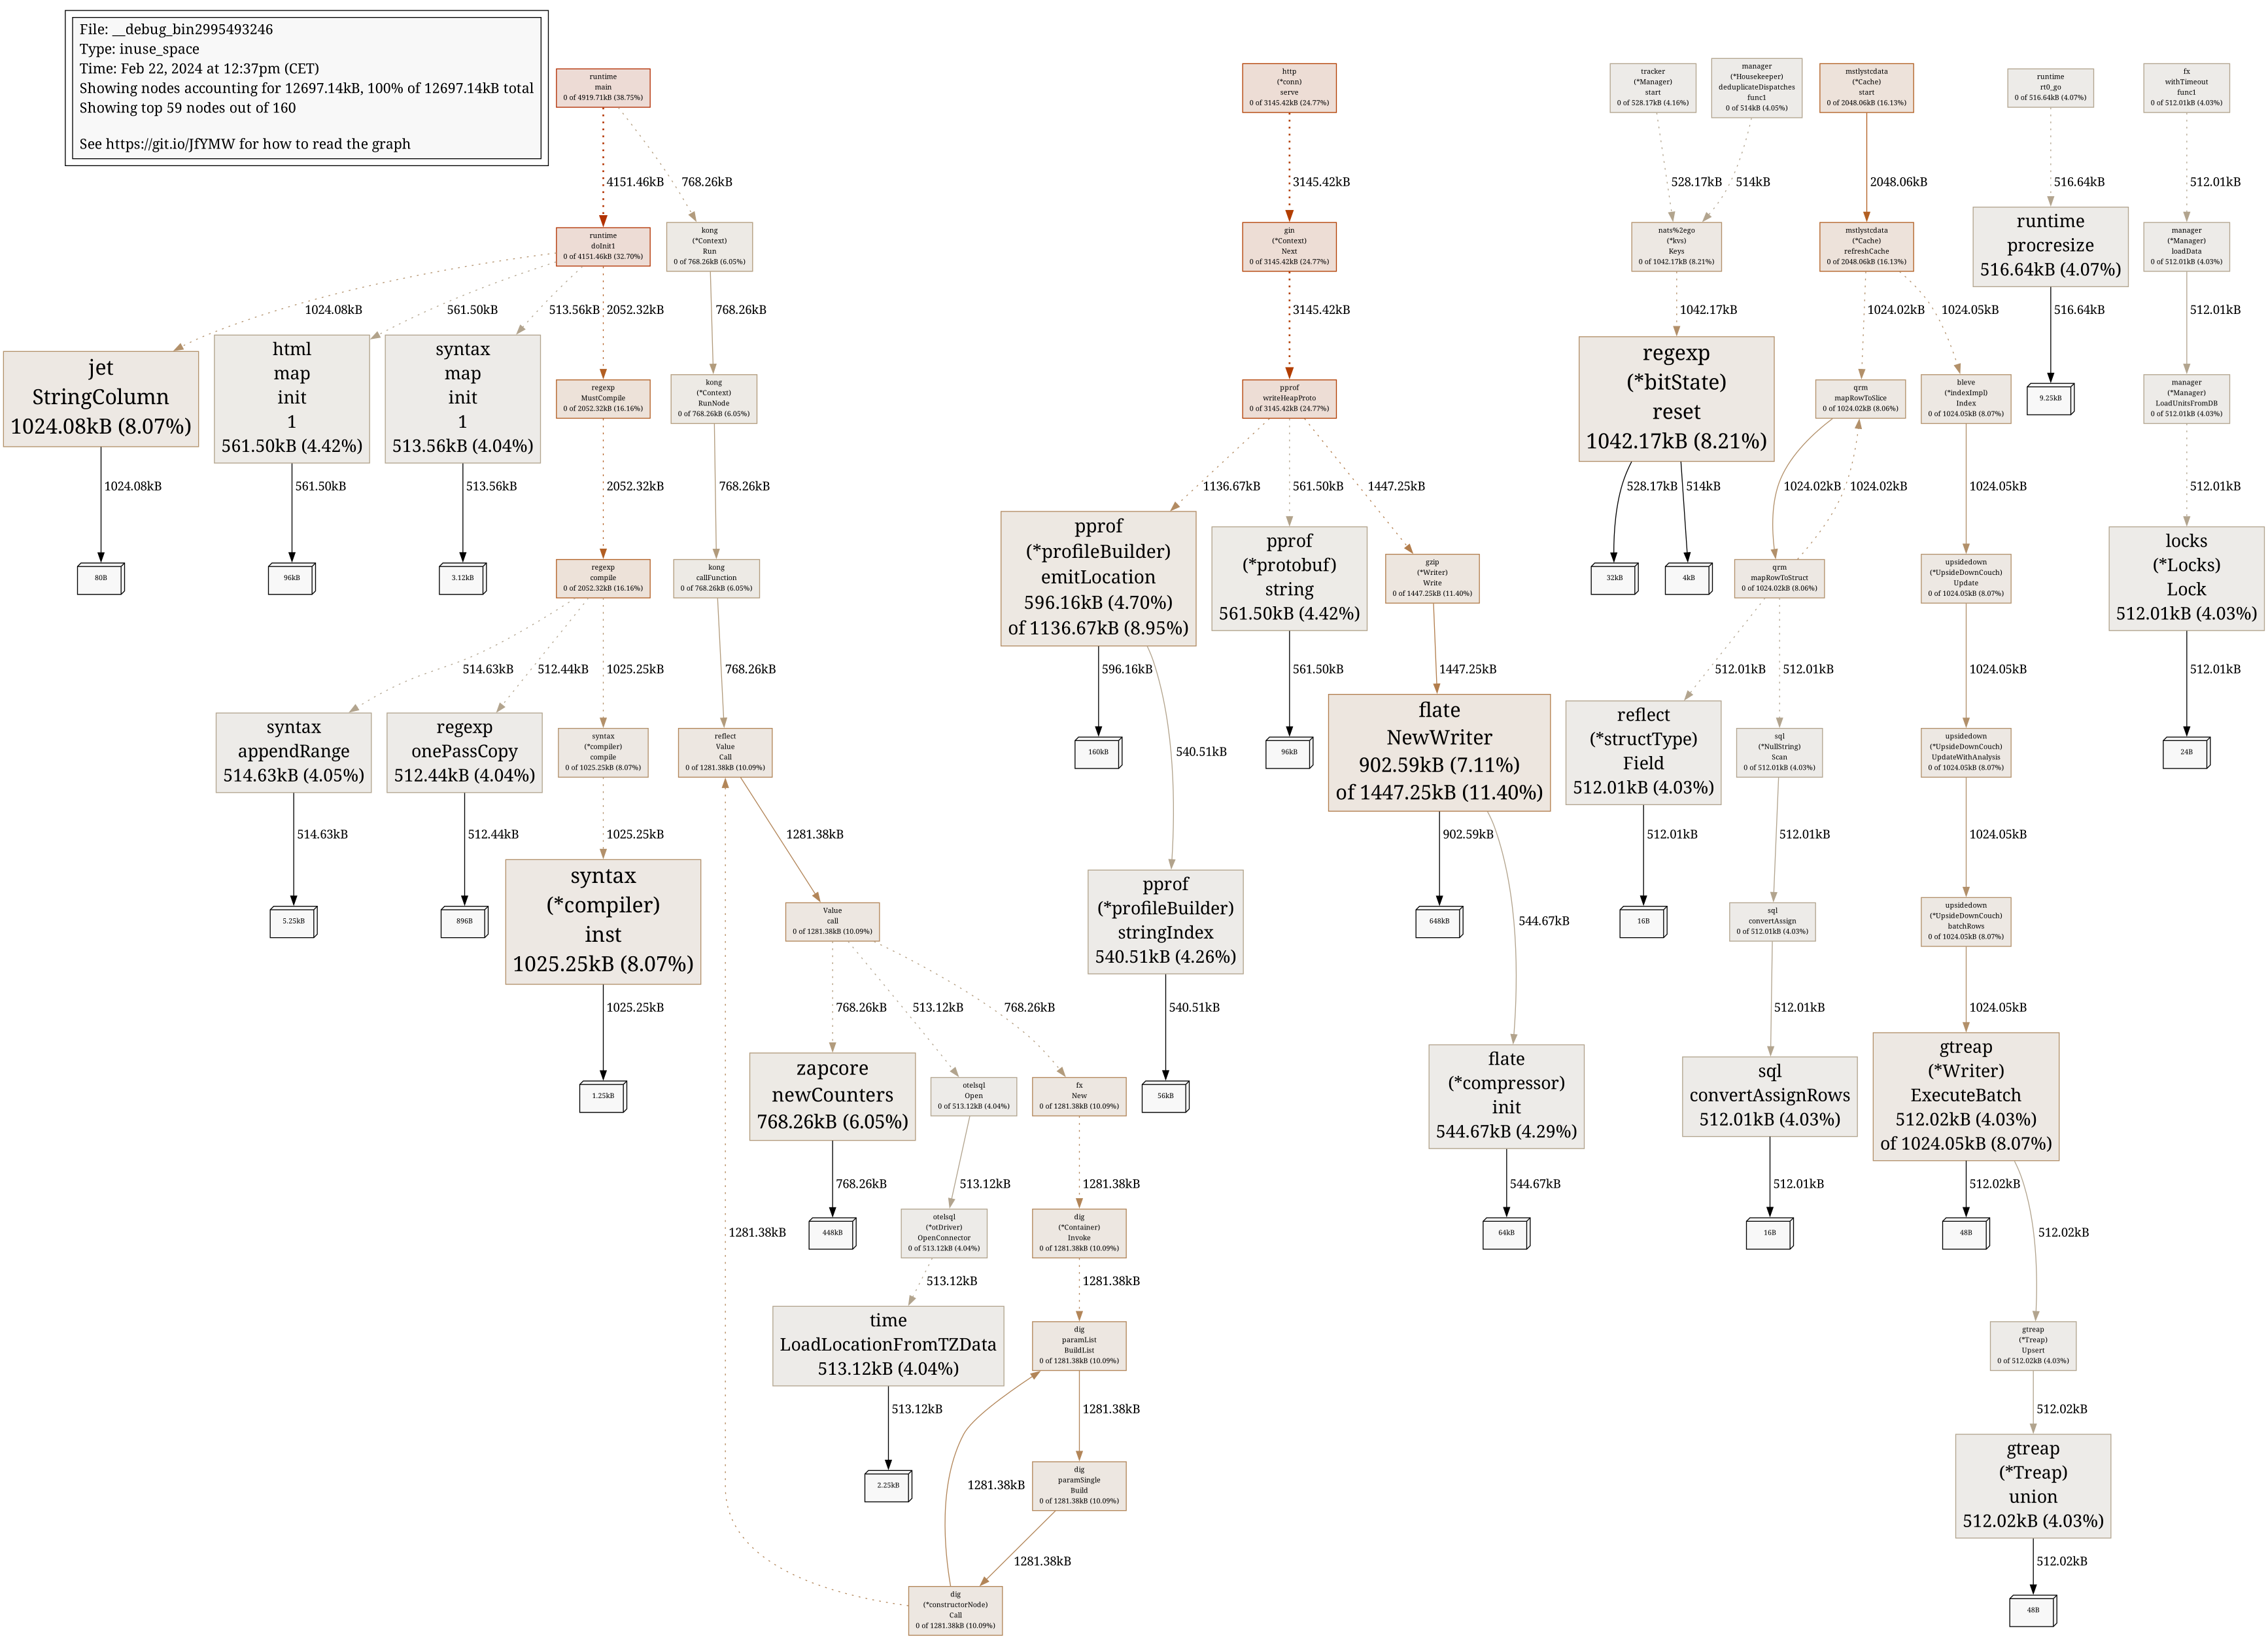 File: __debug_bin2995493246
Type: inuse_space
Time: Feb 22, 2024 at 12:37pm (CET)
Showing nodes accounting for 12697.14kB, 100% of 12697.14kB total
Showing top 59 nodes out of 160
See https://git.io/JfYMW for how to read the graph
runtime
main
0 of 4919.71kB (38.75%)
http
(*conn)
serve
0 of 3145.42kB (24.77%)
tracker
(*Manager)
start
0 of 528.17kB (4.16%)
manager
(*Housekeeper)
deduplicateDispatches
func1
0 of 514kB (4.05%)
mstlystcdata
(*Cache)
start
0 of 2048.06kB (16.13%)
runtime
rt0_go
0 of 516.64kB (4.07%)
fx
withTimeout
func1
0 of 512.01kB (4.03%)
4151.46kB
768.26kB
3145.42kB
528.17kB
514kB
2048.06kB
516.64kB
512.01kB
runtime
doInit1
0 of 4151.46kB (32.70%)
kong
(*Context)
Run
0 of 768.26kB (6.05%)
gin
(*Context)
Next
0 of 3145.42kB (24.77%)
nats%2ego
(*kvs)
Keys
0 of 1042.17kB (8.21%)
mstlystcdata
(*Cache)
refreshCache
0 of 2048.06kB (16.13%)
runtime
procresize
516.64kB (4.07%)
manager
(*Manager)
loadData
0 of 512.01kB (4.03%)
1024.08kB
561.50kB
513.56kB
2052.32kB
768.26kB
3145.42kB
1042.17kB
1024.02kB
1024.05kB
516.64kB
512.01kB
jet
StringColumn
1024.08kB (8.07%)
html
map
init
1
561.50kB (4.42%)
syntax
map
init
1
513.56kB (4.04%)
regexp
MustCompile
0 of 2052.32kB (16.16%)
kong
(*Context)
RunNode
0 of 768.26kB (6.05%)
pprof
writeHeapProto
0 of 3145.42kB (24.77%)
regexp
(*bitState)
reset
1042.17kB (8.21%)
qrm
mapRowToSlice
0 of 1024.02kB (8.06%)
bleve
(*indexImpl)
Index
0 of 1024.05kB (8.07%)
9.25kB
manager
(*Manager)
LoadUnitsFromDB
0 of 512.01kB (4.03%)
1024.08kB
561.50kB
513.56kB
2052.32kB
768.26kB
1136.67kB
561.50kB
1447.25kB
528.17kB
514kB
1024.02kB
1024.02kB
1024.05kB
512.01kB
80B
96kB
3.12kB
regexp
compile
0 of 2052.32kB (16.16%)
kong
callFunction
0 of 768.26kB (6.05%)
pprof
(*profileBuilder)
emitLocation
596.16kB (4.70%)
of 1136.67kB (8.95%)
pprof
(*protobuf)
string
561.50kB (4.42%)
gzip
(*Writer)
Write
0 of 1447.25kB (11.40%)
32kB
4kB
qrm
mapRowToStruct
0 of 1024.02kB (8.06%)
upsidedown
(*UpsideDownCouch)
Update
0 of 1024.05kB (8.07%)
locks
(*Locks)
Lock
512.01kB (4.03%)
514.63kB
512.44kB
1025.25kB
768.26kB
596.16kB
540.51kB
561.50kB
1447.25kB
512.01kB
512.01kB
1024.05kB
512.01kB
syntax
appendRange
514.63kB (4.05%)
regexp
onePassCopy
512.44kB (4.04%)
syntax
(*compiler)
compile
0 of 1025.25kB (8.07%)
reflect
Value
Call
0 of 1281.38kB (10.09%)
160kB
96kB
flate
NewWriter
902.59kB (7.11%)
of 1447.25kB (11.40%)
reflect
(*structType)
Field
512.01kB (4.03%)
sql
(*NullString)
Scan
0 of 512.01kB (4.03%)
upsidedown
(*UpsideDownCouch)
UpdateWithAnalysis
0 of 1024.05kB (8.07%)
24B
514.63kB
512.44kB
1025.25kB
1281.38kB
902.59kB
544.67kB
512.01kB
512.01kB
1024.05kB
5.25kB
896B
syntax
(*compiler)
inst
1025.25kB (8.07%)
Value
call
0 of 1281.38kB (10.09%)
pprof
(*profileBuilder)
stringIndex
540.51kB (4.26%)
648kB
16B
sql
convertAssign
0 of 512.01kB (4.03%)
upsidedown
(*UpsideDownCouch)
batchRows
0 of 1024.05kB (8.07%)
1025.25kB
768.26kB
513.12kB
768.26kB
540.51kB
512.01kB
1024.05kB
1.25kB
zapcore
newCounters
768.26kB (6.05%)
otelsql
Open
0 of 513.12kB (4.04%)
fx
New
0 of 1281.38kB (10.09%)
56kB
flate
(*compressor)
init
544.67kB (4.29%)
sql
convertAssignRows
512.01kB (4.03%)
gtreap
(*Writer)
ExecuteBatch
512.02kB (4.03%)
of 1024.05kB (8.07%)
768.26kB
513.12kB
1281.38kB
544.67kB
512.01kB
512.02kB
512.02kB
1281.38kB
448kB
otelsql
(*otDriver)
OpenConnector
0 of 513.12kB (4.04%)
dig
(*Container)
Invoke
0 of 1281.38kB (10.09%)
64kB
16B
48B
513.12kB
1281.38kB
time
LoadLocationFromTZData
513.12kB (4.04%)
dig
paramList
BuildList
0 of 1281.38kB (10.09%)
gtreap
(*Treap)
Upsert
0 of 512.02kB (4.03%)
513.12kB
1281.38kB
512.02kB
2.25kB
1281.38kB
dig
paramSingle
Build
0 of 1281.38kB (10.09%)
gtreap
(*Treap)
union
512.02kB (4.03%)
1281.38kB
512.02kB
dig
(*constructorNode)
Call
0 of 1281.38kB (10.09%)
48B